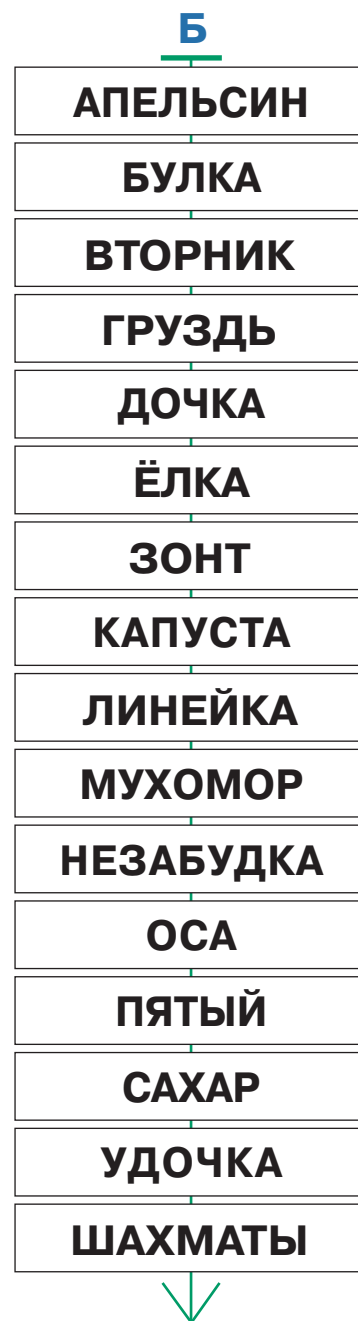 Б
АПЕЛЬСИН
БУЛКА
ВТОРНИК
ГРУЗДЬ
ДОЧКА
ЁЛКА
ЗОНТ
КАПУСТА
ЛИНЕЙКА
МУХОМОР
НЕЗАБУДКА
ОСА
ПЯТЫЙ
САХАР
УДОЧКА
ШАХМАТЫ